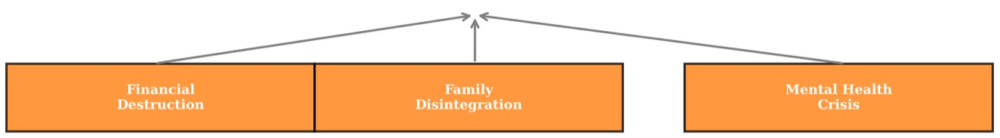 Financial
Destruction
Family
Disintegration
Mental Health
Crisis